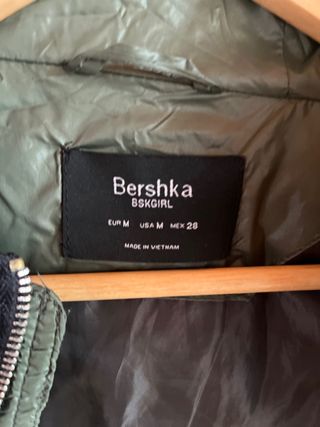 Bershka
BSKGIRL
EUR M USA M MEX 28
MADE IN VIETNAM